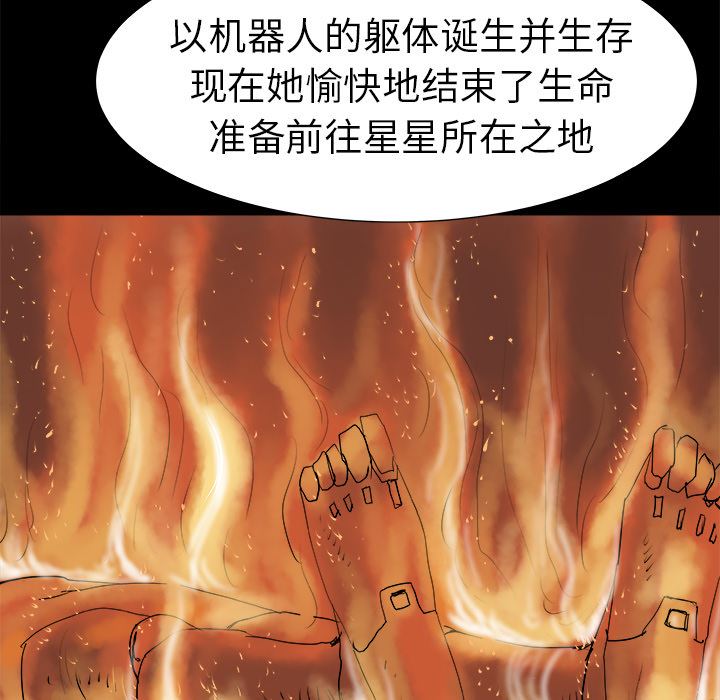 以机器人的躯体诞生并生存
现在她愉快地结束了生命
准备前往星星所在之地